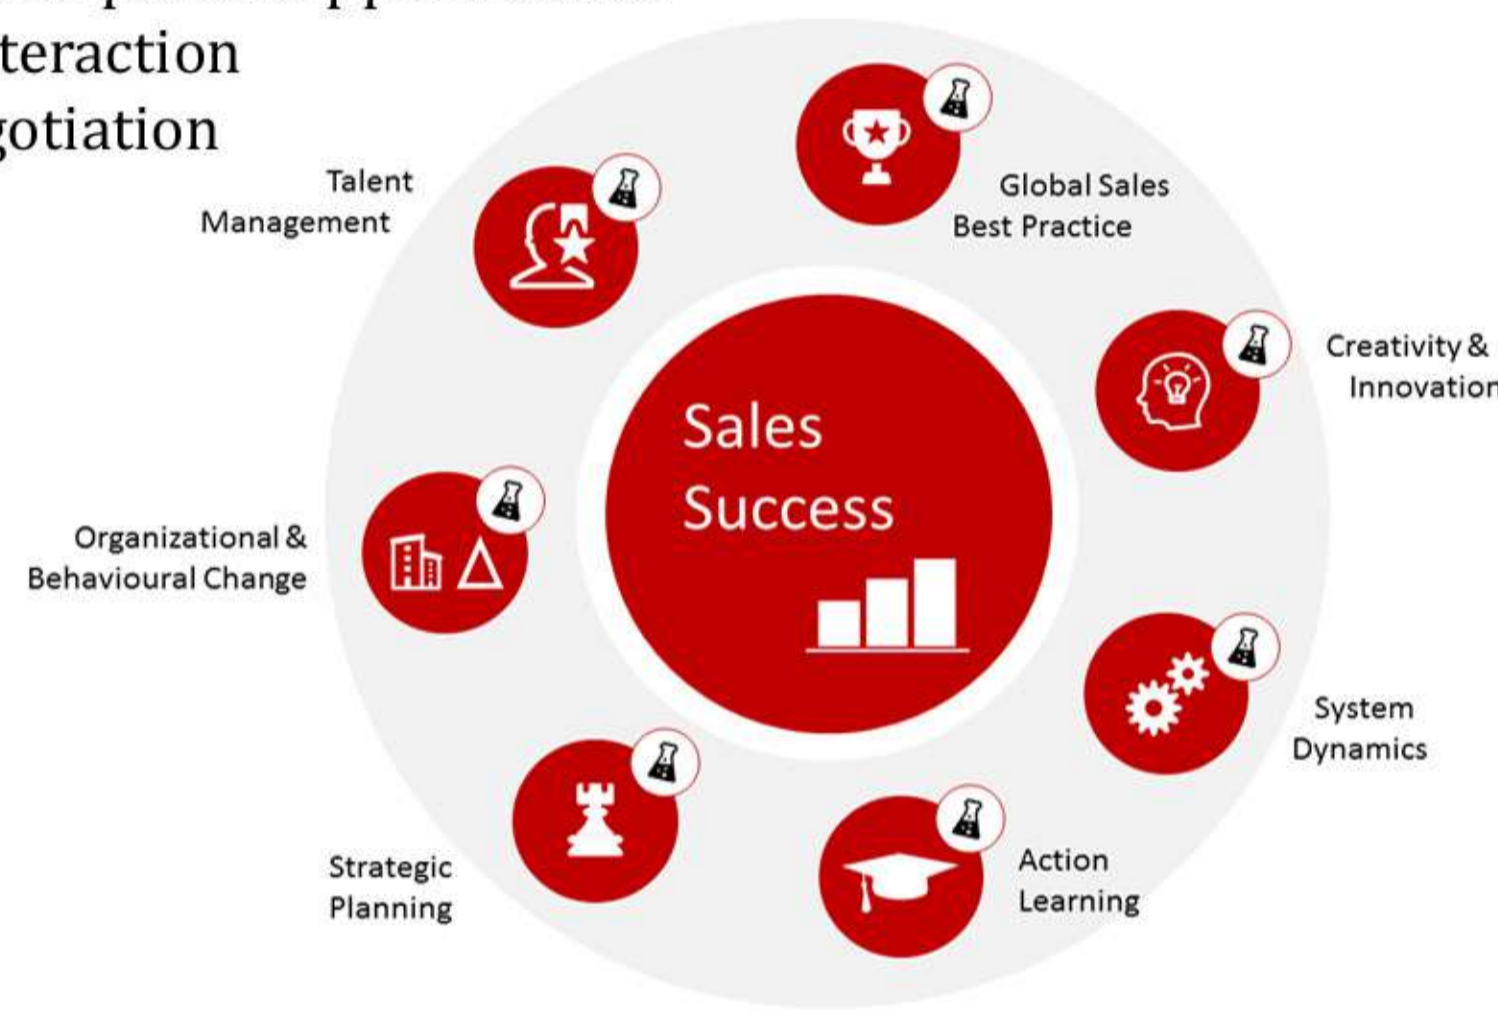 teraction
gotiation
Talent
Management
Global Sales
Best Practice
Creativity &
Innovation
Sales
Success
Organizational &
Behavioural Change
System
Dynamics
Strategic
Planning
Action
Learning